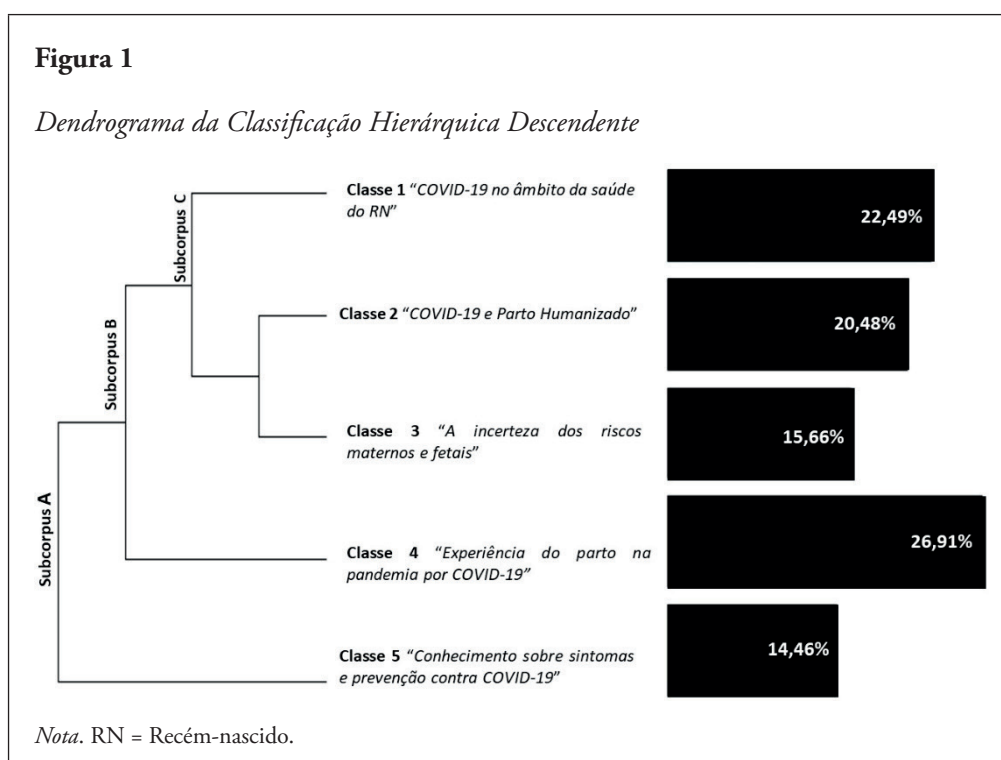 Figura 1
Dendrograma da Classificação Hierárquica Descendente
Subcorpus A
Subcorpus B
Subcorpus C
Classe 1 “COVID-19 no âmbito da saúde
do RN”
22,49%
Classe 2 “COVID-19 e Parto Humanizado”
20,48%
Classe 3 “A incerteza dos riscos
maternos e fetais”
15,66%
Classe 4 “Experiência do parto na
pandemia por COVID-19”
26,91%
Classe 5 “Conhecimento sobre sintomas
e prevenção contra COVID-19”
14,46%
Nota. RN = Recém-nascido.